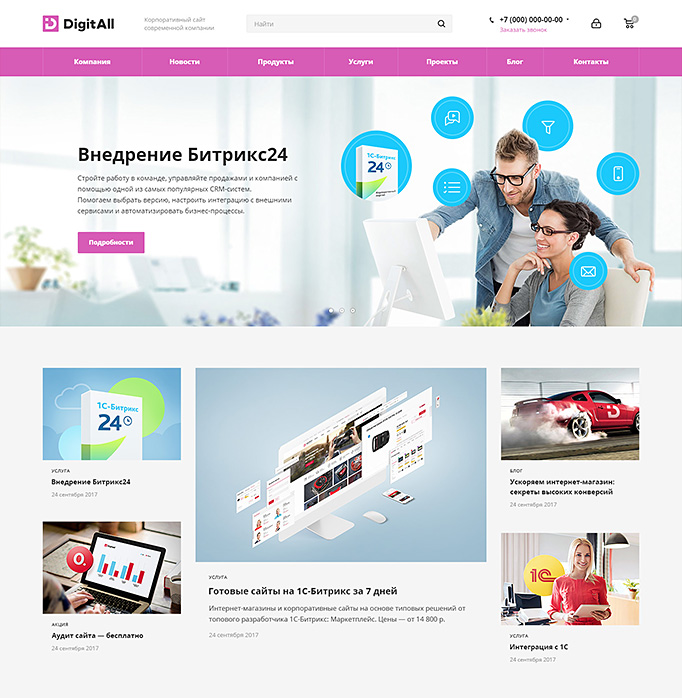 DigitAll
Корпоративный сайт
современной компании
Найти
+7 (000) 000-00-00
Заказать звонок
0
Компания
Новости
Продукты
Услуги
Проекты
Блог
Контакты
Внедрение Битрикс24
Стройте работу в команде, управляйте продажами и компанией с
помощью одной из самых популярных CRM-систем.
Помогаем выбрать версию, настроить интеграцию с внешними
сервисами и автоматизировать бизнес-процессы.
Подробности
1С-Битрикс
24
1С-Битрикс
24
УСЛУГА
Внедрение Битрикс24
24 сентября 2017
АКЦИЯ
Аудит сайта — бесплатно
24 сентября 2017
УСЛУГА
Готовые сайты на 1С-Битрикс за 7 дней
Интернет-магазины и корпоративные сайты на основе типовых решений от
топового разработчика 1С-Битрикс: Маркетплейс. Цены — от 14 800 р.
24 сентября 2017
БЛОГ
Ускоряем интернет-магазин:
секреты высоких конверсий
24 сентября 2017
1С
УСЛУГА
Интеграция с 1С
24 сентября 2017